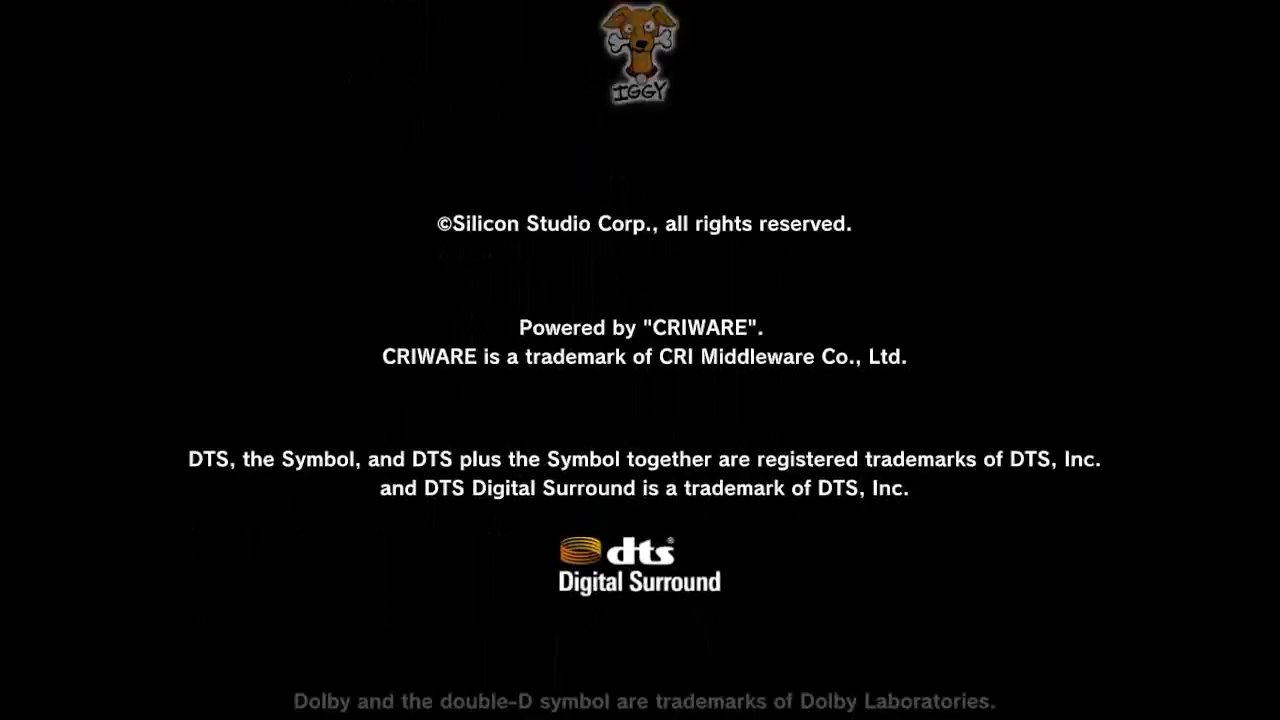 IGGY
©Silicon Studio Corp., all rights reserved.
Powered by "CRIWARE".
CRIWARE is a trademark of CRI Middleware Co., Ltd.
DTS, the Symbol, and DTS plus the Symbol together are registered trademarks of DTS, Inc.
and DTS Digital Surround is a trademark of DTS, Inc.
dts®
Digital Surround
Dolby and the double-D symbol are trademarks of Dolby Laboratories.